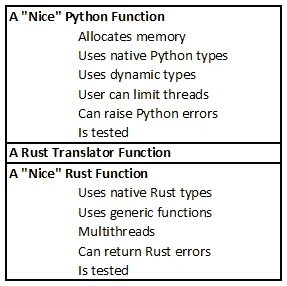 A "Nice" Python Function
Allocates memory
Uses native Python types
Uses dynamic types
User can limit threads
Can raise Python errors
Is tested
A Rust Translator Function
A "Nice" Rust Function
Uses native Rust types
Uses generic functions
Multithreads
Can return Rust errors
Is tested